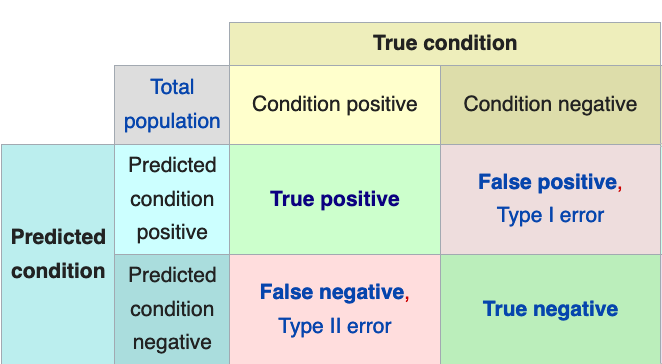 True condition
Total
population
Condition positive
Condition negative
Predicted
condition
Predicted
condition
positive
True positive
False positive,
Type I error
Predicted
condition
negative
False negative,
Type II error
True negative